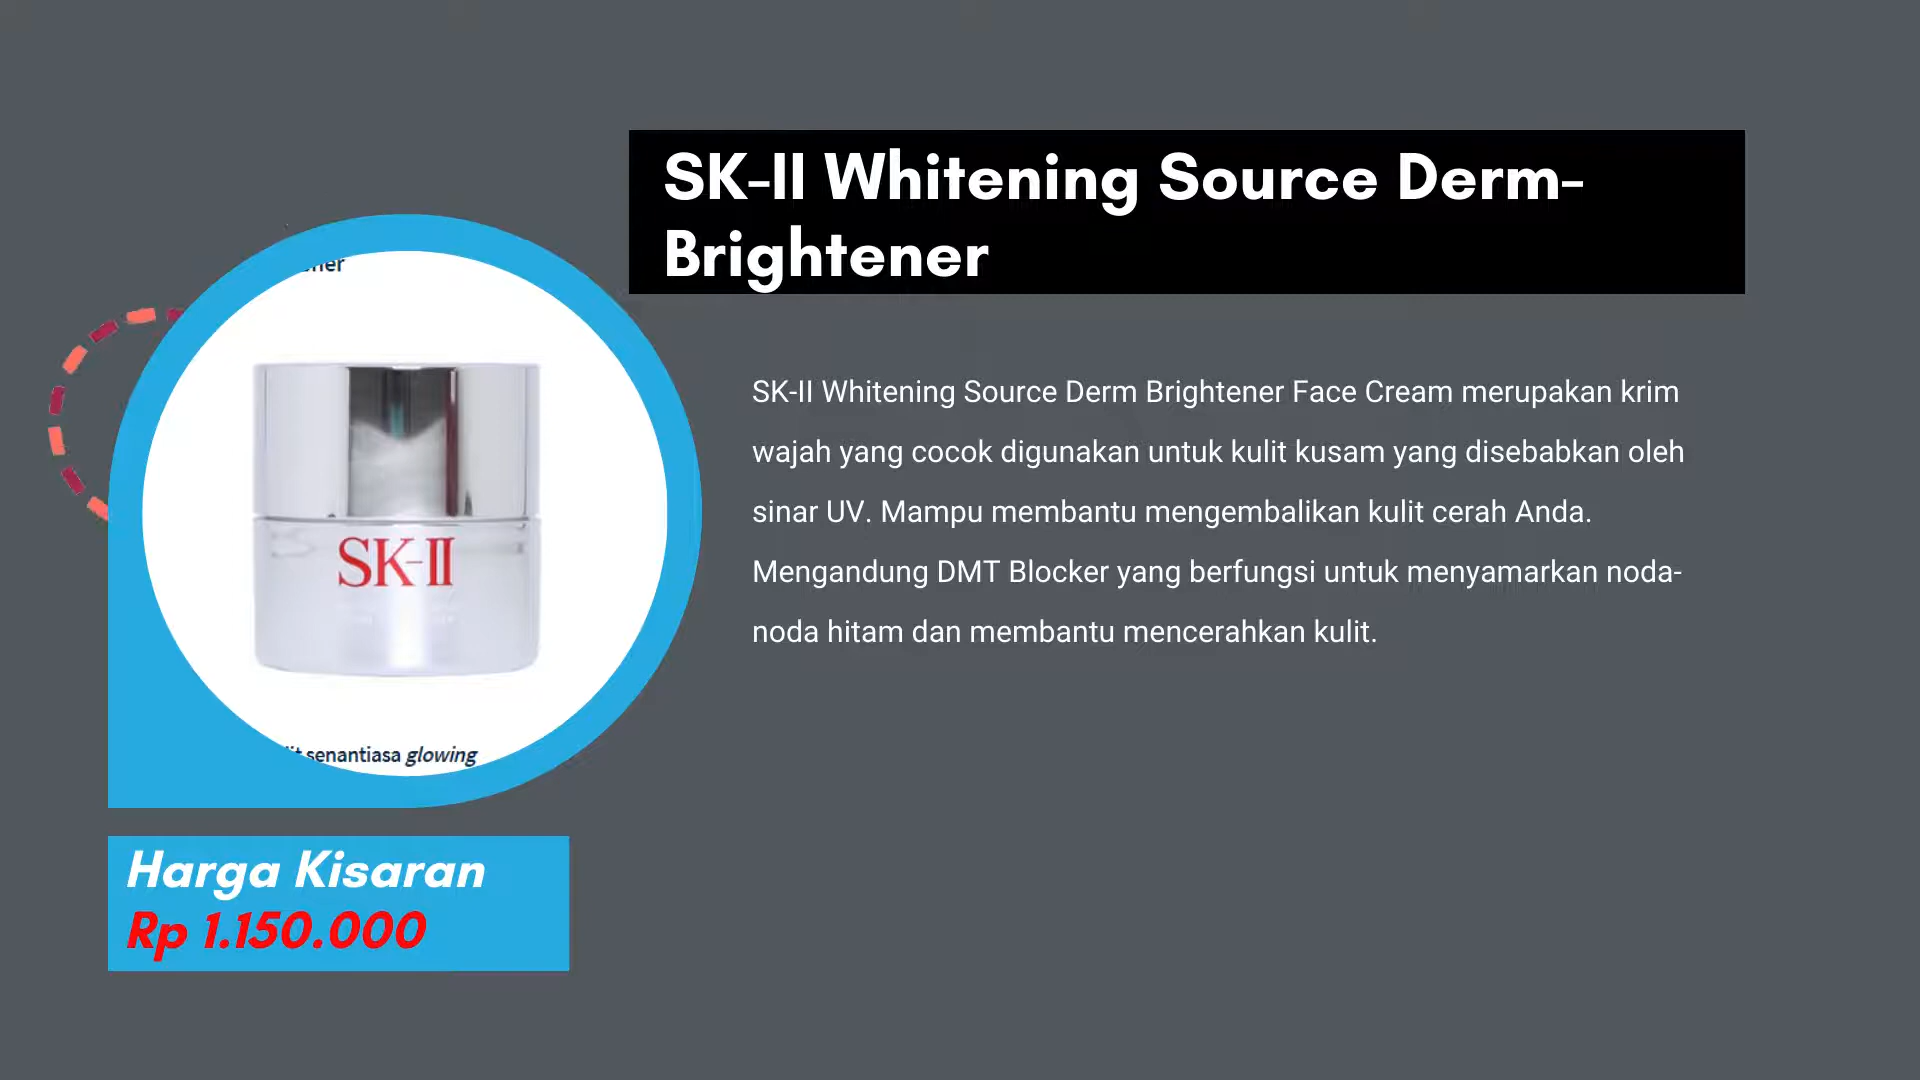 SK-II Whitening Source Derm-
Brightener
SK-II Whitening Source Derm Brightener Face Cream merupakan krim
wajah yang cocok digunakan untuk kulit kusam yang disebabkan oleh
sinar UV. Mampu membantu mengembalikan kulit cerah Anda.
Mengandung DMT Blocker yang berfungsi untuk menyamarkan noda-
noda hitam dan membantu mencerahkan kulit.
SK-II
senantiasa glowing
Harga Kisaran
Rp 1.150.000